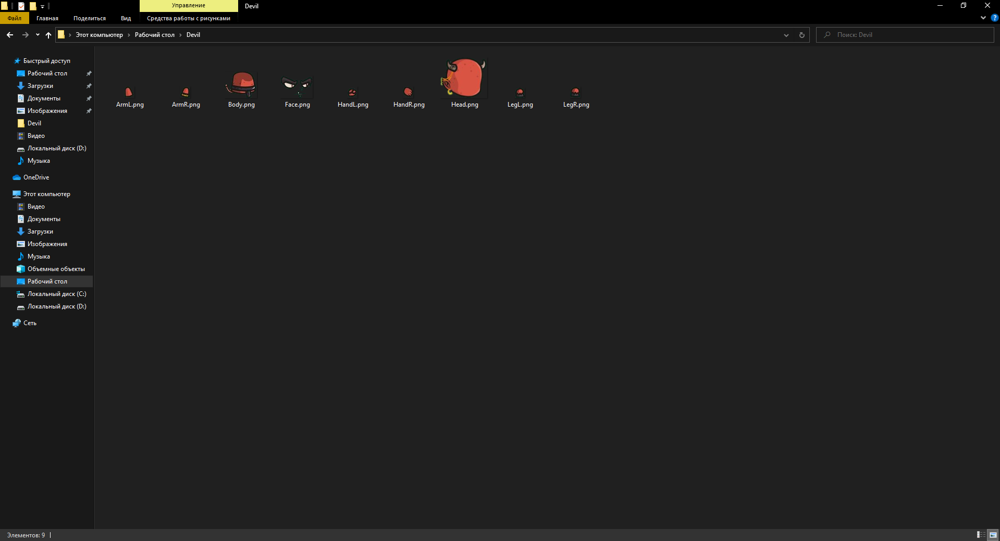 Управление
Devil
Файл
Главная
Поделиться
Вид
Средства работы с рисунками
Этот компьютер
Рабочий стол
Devil
Поиск: Devil
Быстрый доступ
Рабочий стол
Загрузки
Документы
Изображения
Devil
Видео
Локальный диск (D:)
Музыка
OneDrive
Этот компьютер
Видео
Документы
Загрузки
Изображения
Музыка
Объемные объекты
Рабочий стол
Локальный диск (C:)
Локальный диск (D:)
Сеть
ArmL.png
ArmR.png
Body.png
Face.png
HandL.png
HandR.png
Head.png
LegL.png
LegR.png
Элементов: 9